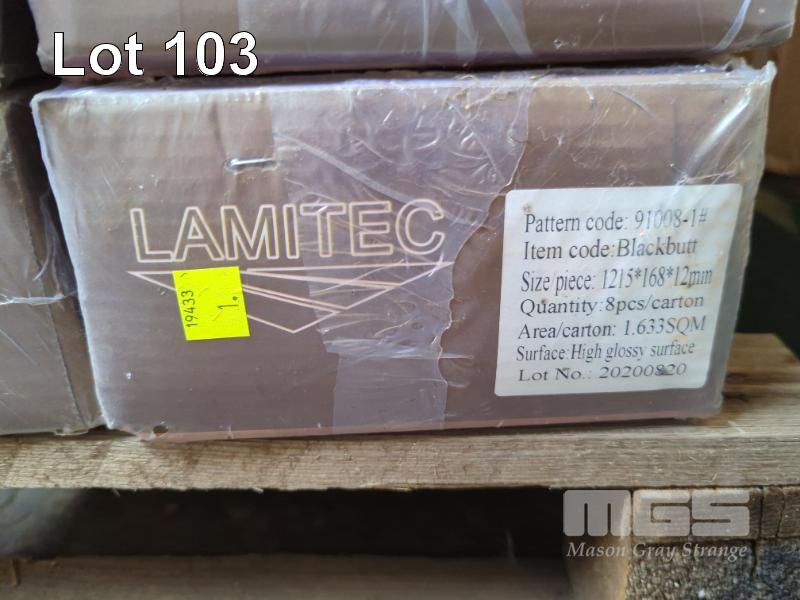 Lot 103
LAMITEC
19433
1.
Pattern code: 91008-1#
Item code:Blackbutt
Size/piece: 1215*168*12mm
Quantity:8pcs/carton
Area/carton: 1.633SQM
Surface:High glossy surface
Lot No.: 20200820
MGS
Mason Gray Strange